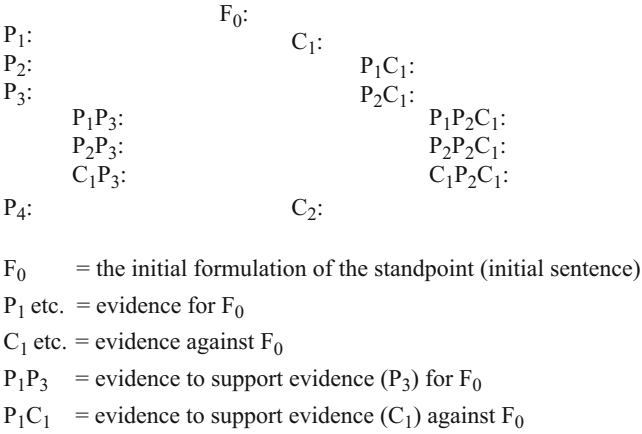 F₀:
P₁: C₁:
P₂: P₁C₁:
P₃: P₂C₁:
P₁P₃: P₁P₂C₁:
P₂P₃: P₂P₂C₁:
C₁P₃: C₁P₂C₁:
P₄: C₂:
F₀ = the initial formulation of the standpoint (initial sentence)
P₁ etc. = evidence for F₀
C₁ etc. = evidence against F₀
P₁P₃ = evidence to support evidence (P₃) for F₀
P₁C₁ = evidence to support evidence (C₁) against F₀